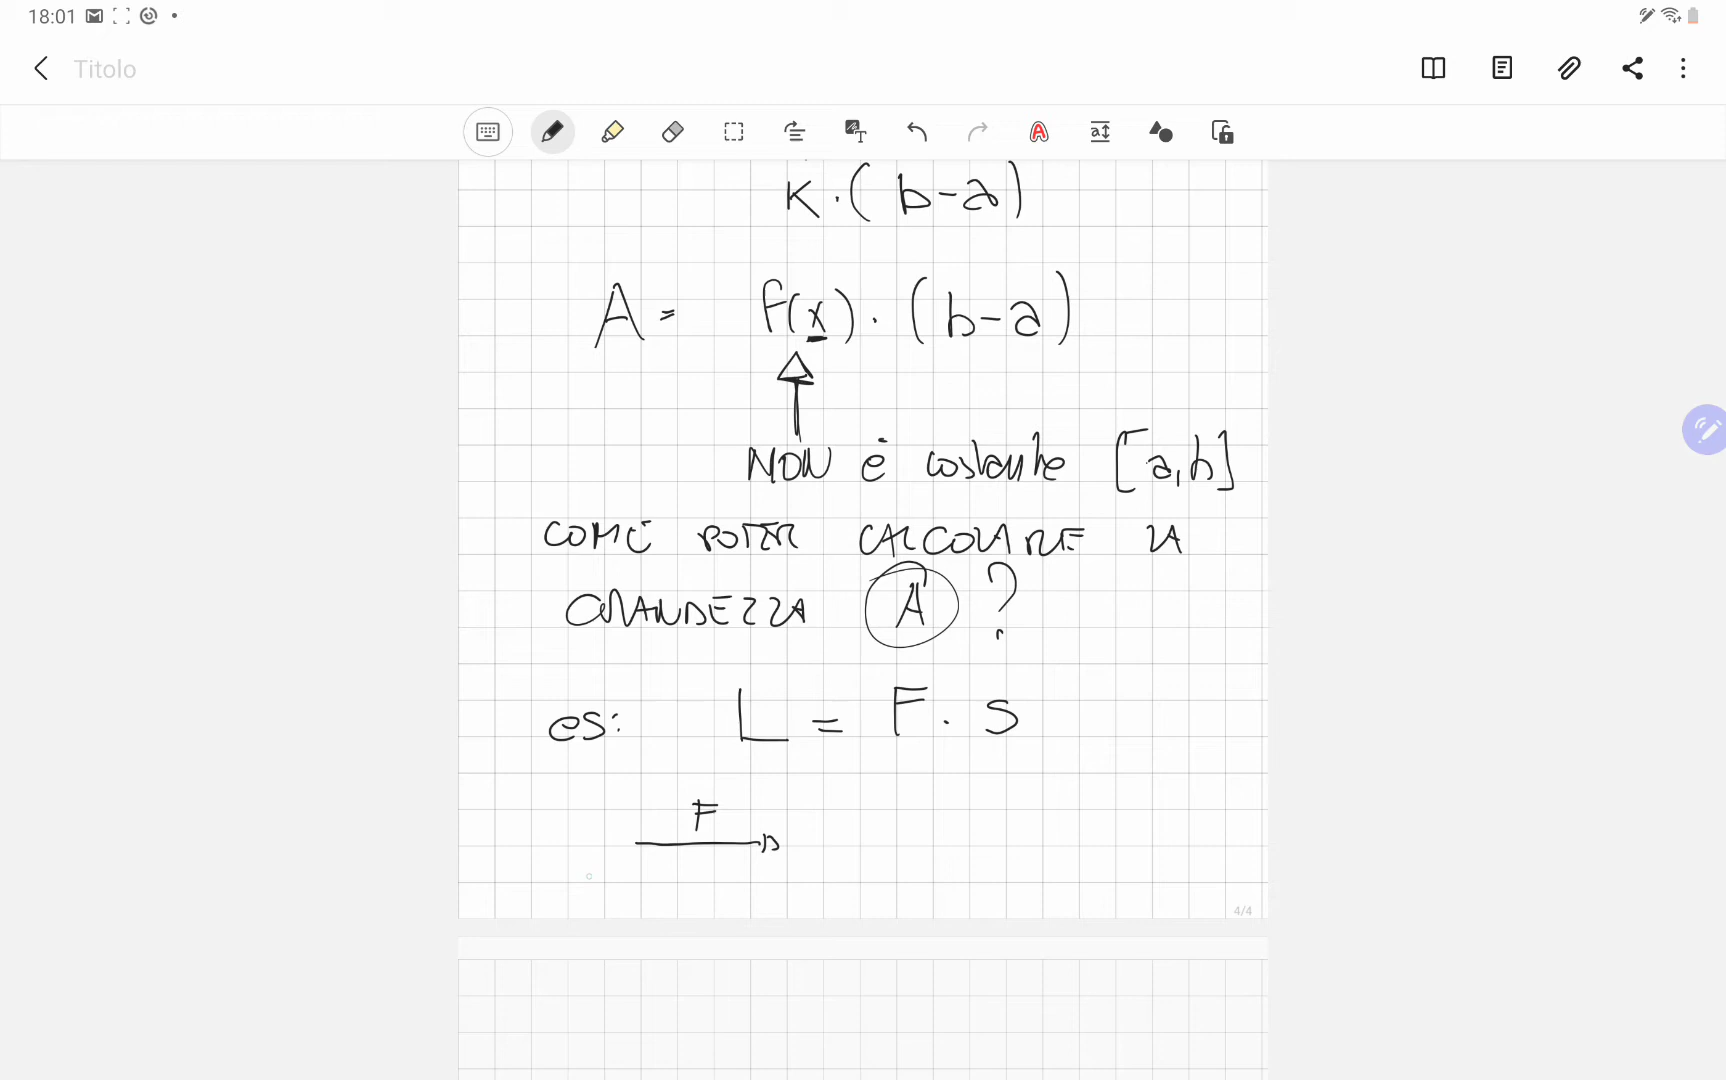 18:01
Titolo
K · (b-a)
A = f(x) · (b-a)
NON è costante [a,b]
COME POTER CALCOLARE LA
GRANDEZZA A ?
es: L = F · s
F
4/4